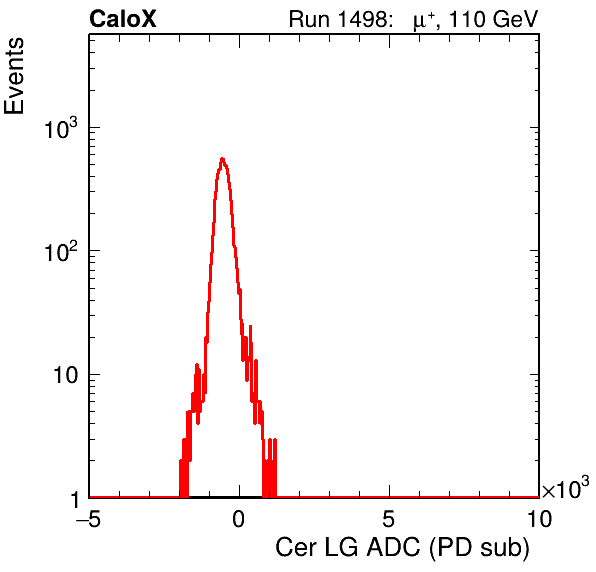 CaloX Run 1498: μ⁺, 110 GeV
Events
10³
10²
10
1
−5 0 5 10
×10³
Cer LG ADC (PD sub)